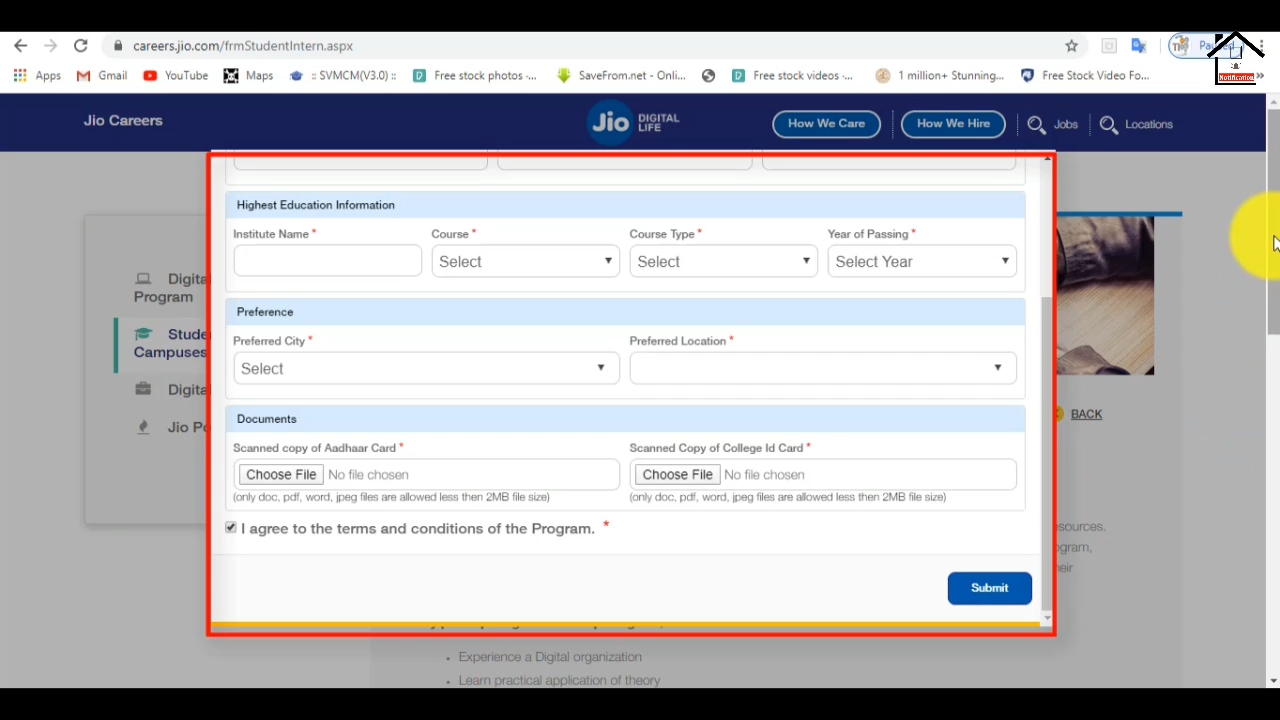 careers.jio.com/frmStudentIntern.aspx
Apps Gmail YouTube Maps :: SVMCM(V3.0) :: Free stock photos -... SaveFrom.net - Onli... Free stock videos -... 1 million+ Stunning... Free Stock Video Fo... »
Notification
Jio Careers
Jio DIGITAL LIFE
How We Care
How We Hire
Jobs
Locations
Highest Education Information
Institute Name * Course * Course Type * Year of Passing *
Select Select Select Year
Preference
Preferred City * Preferred Location *
Select
Documents
Scanned copy of Aadhaar Card * Scanned Copy of College Id Card *
Choose File No file chosen Choose File No file chosen
(only doc, pdf, word, jpeg files are allowed less then 2MB file size) (only doc, pdf, word, jpeg files are allowed less then 2MB file size)
I agree to the terms and conditions of the Program. *
Submit
Program
Campuses
BACK
• Experience a Digital organization
• Learn practical application of theory